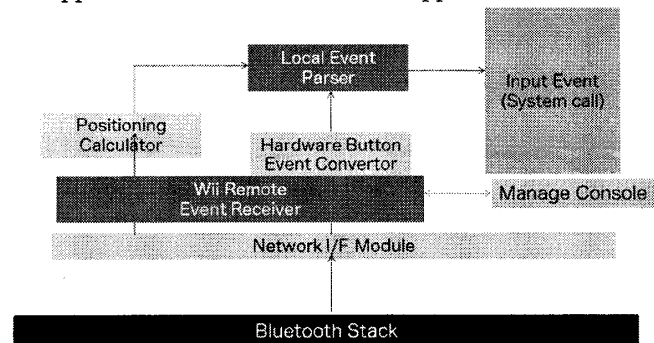 Local Event
Parser
Input Event
(System call)
Positioning
Calculator
Hardware Button
Event Convertor
Wii Remote
Event Receiver
Manage Console
Network I/F Module
Bluetooth Stack